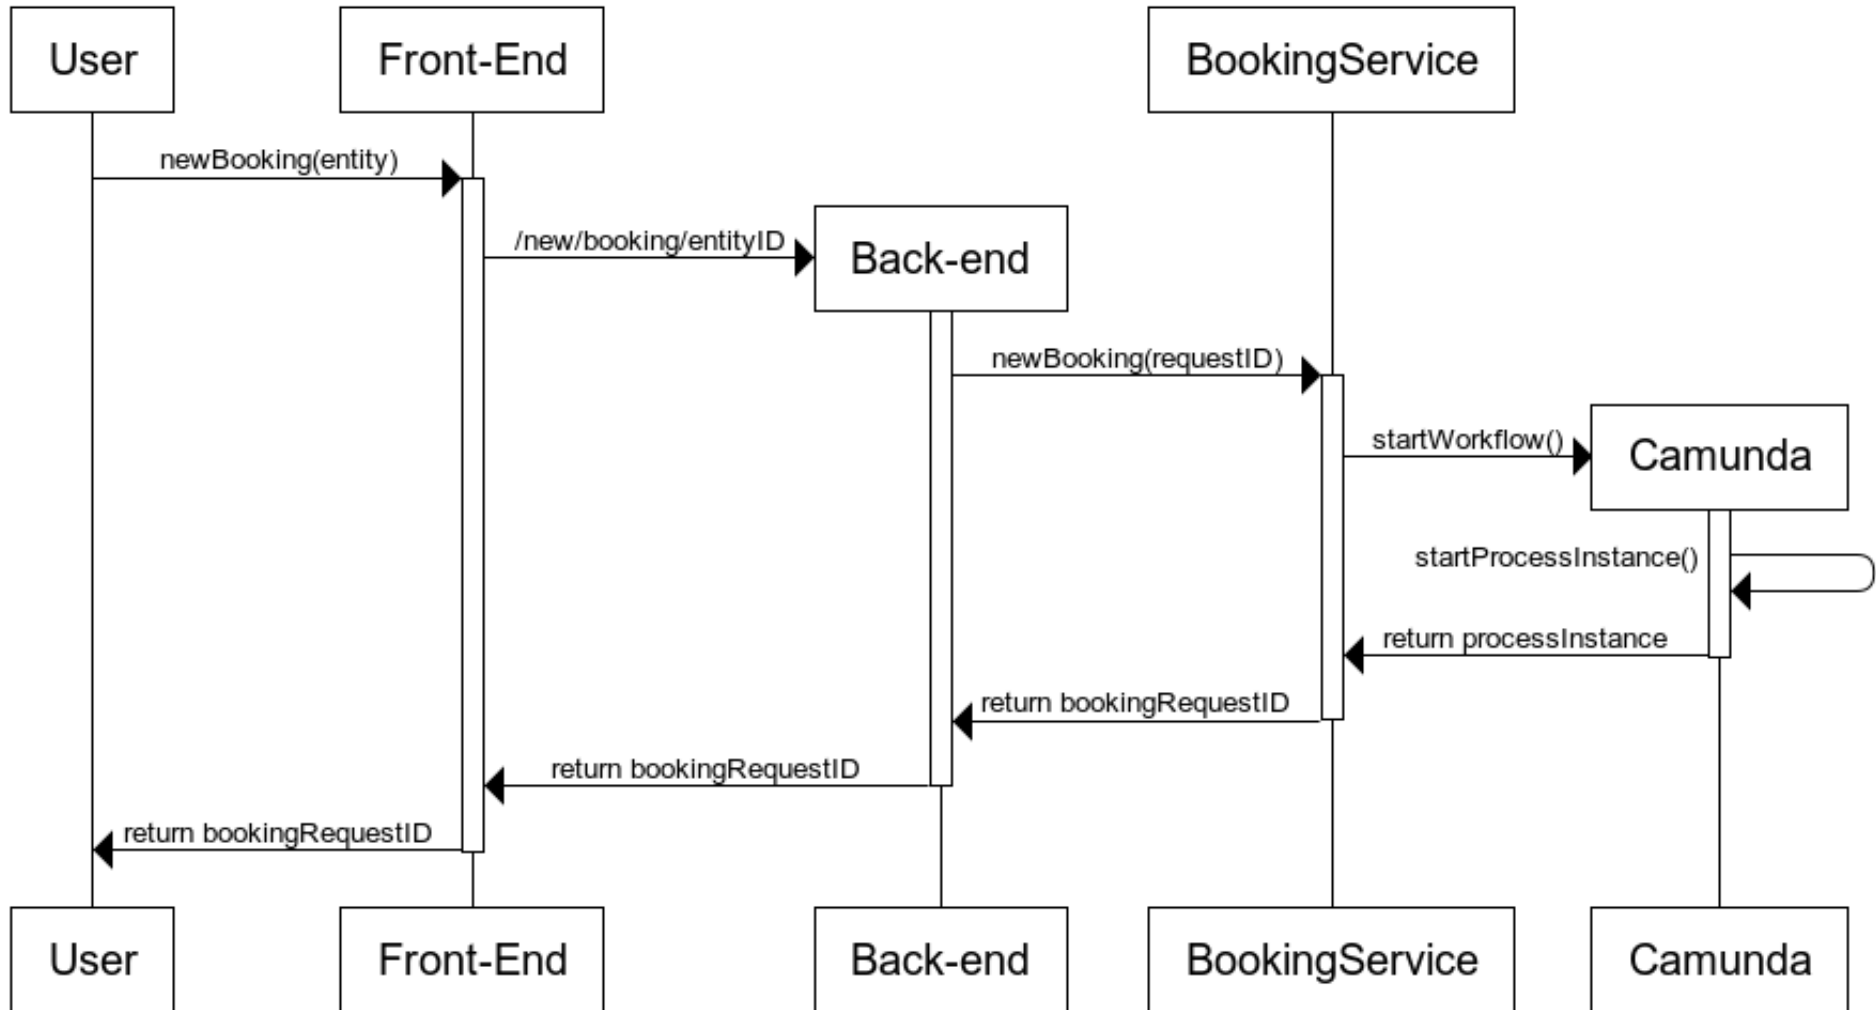 User
Front-End
BookingService
newBooking(entity)
/new/booking/entityID
Back-end
newBooking(requestID)
startWorkflow()
Camunda
startProcessInstance()
return processInstance
return bookingRequestID
return bookingRequestID
return bookingRequestID
User
Front-End
Back-end
BookingService
Camunda